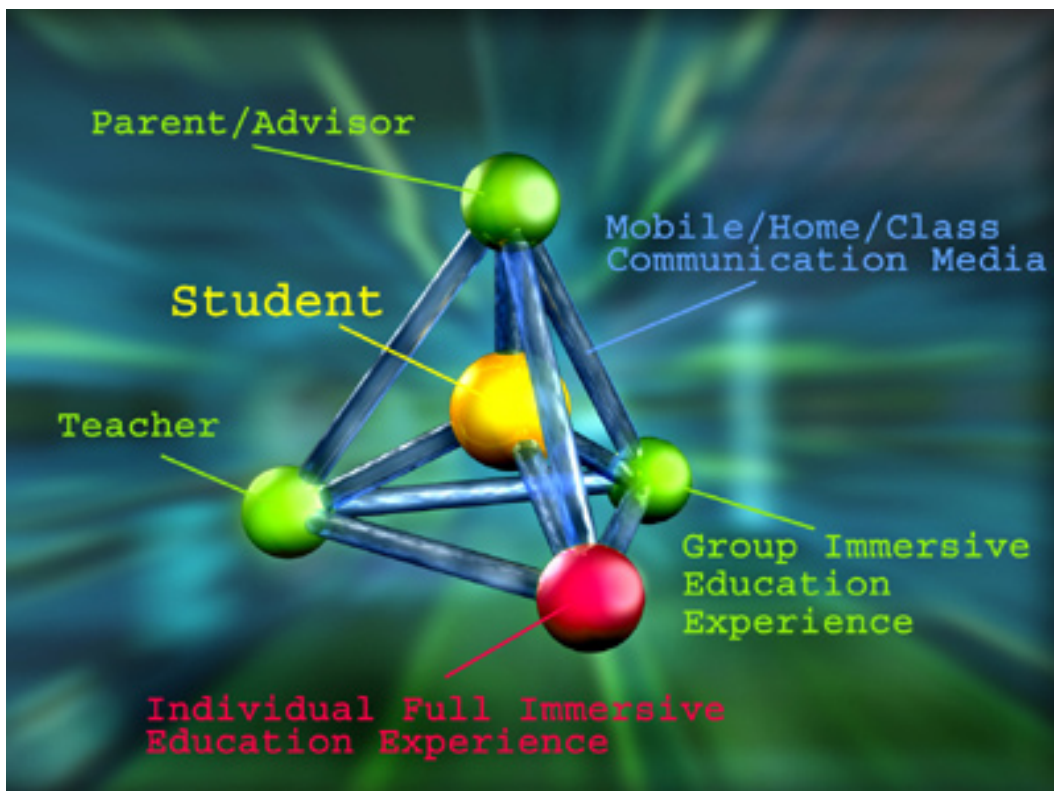 Parent/Advisor
Mobile/Home/Class
Communication Media
Student
Teacher
Group Immersive
Education
Experience
Individual Full Immersive
Education Experience